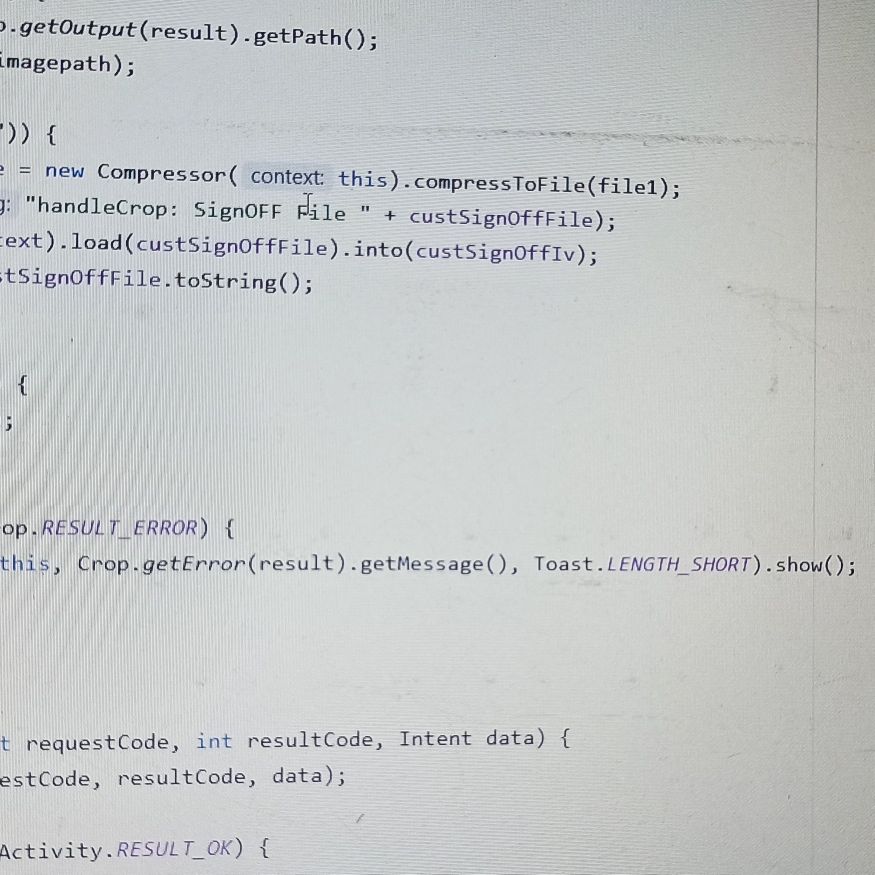 .getOutput(result).getPath();
imagepath);
")) {
= new Compressor( context: this).compressToFile(file1);
: "handleCrop: SignOFF File " + custSignOffFile);
text).load(custSignOffFile).into(custSignOffIv);
stSignOffFile.toString();
{
;
op.RESULT_ERROR) {
this, Crop.getError(result).getMessage(), Toast.LENGTH_SHORT).show();
t requestCode, int resultCode, Intent data) {
estCode, resultCode, data);
Activity.RESULT_OK) {